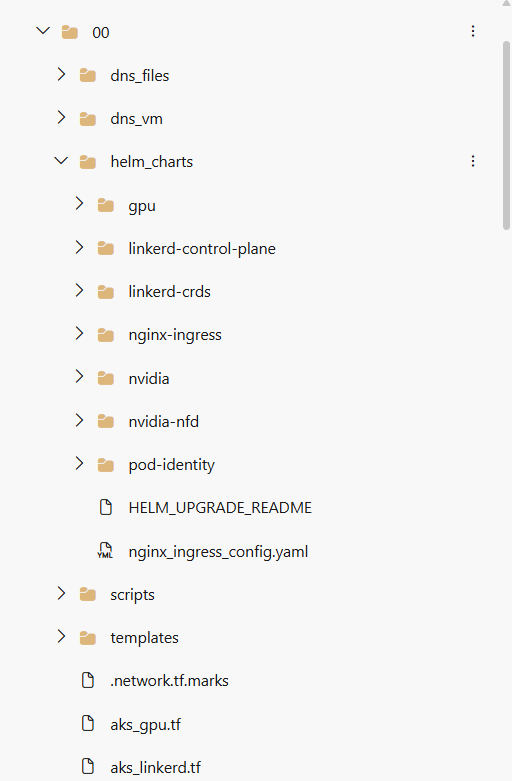 00
dns_files
dns_vm
helm_charts
gpu
linkerd-control-plane
linkerd-crds
nginx-ingress
nvidia
nvidia-nfd
pod-identity
HELM_UPGRADE_README
YML nginx_ingress_config.yaml
scripts
templates
.network.tf.marks
aks_gpu.tf
aks_linkerd.tf